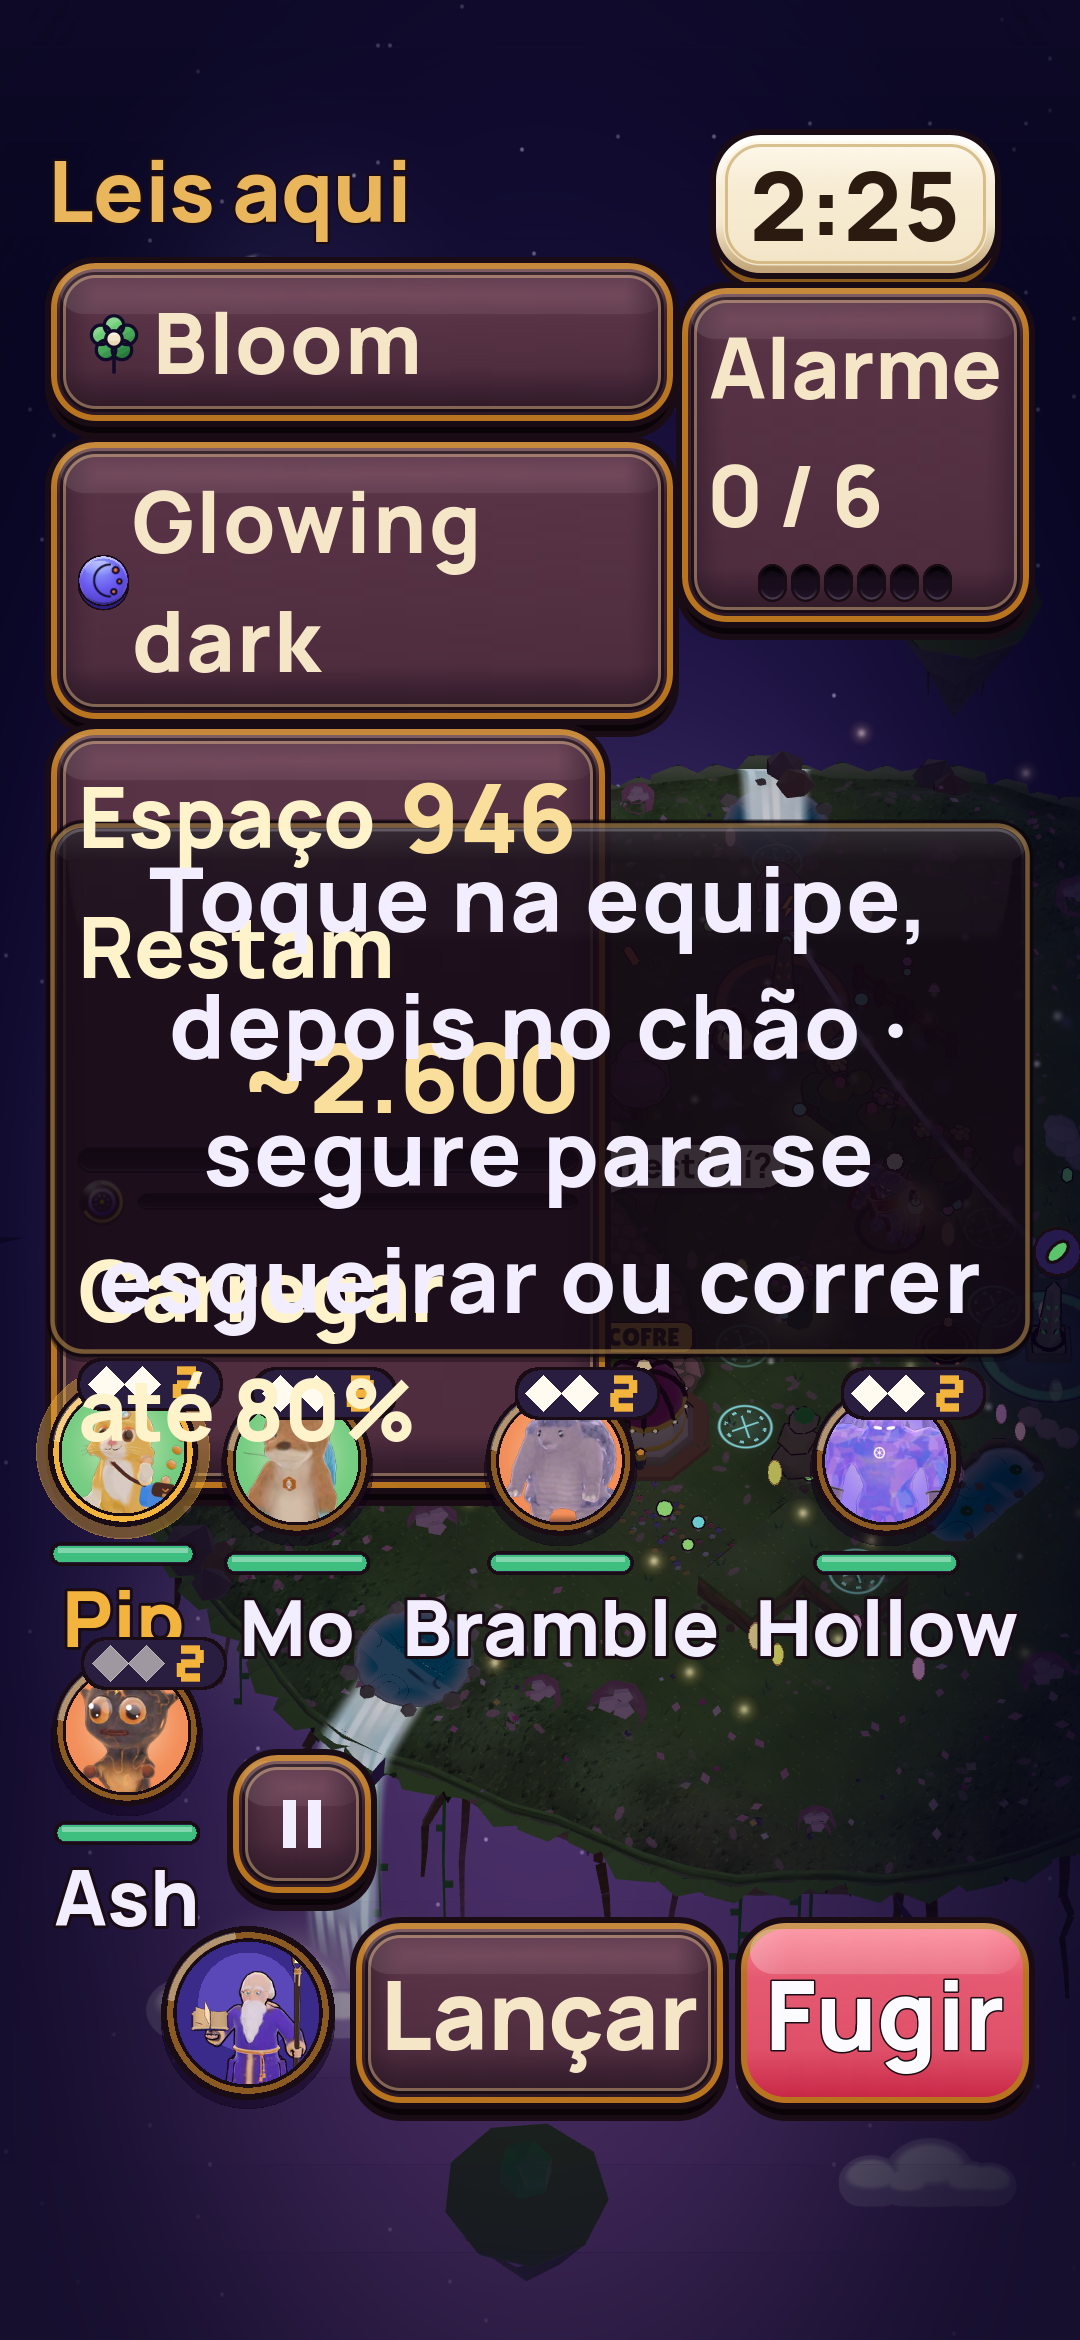 Leis aqui
2:25
Bloom
Alarme
0 / 6
Glowing
dark
Espaço 946
Restam
~2.600
Toque na equipe,
depois no chão ·
segure para se
esgueirar ou correr
Carregar
até 80%
COFRE
2
2
2
Pip
Mo
Bramble
Hollow
2
Ash
Lançar
Fugir